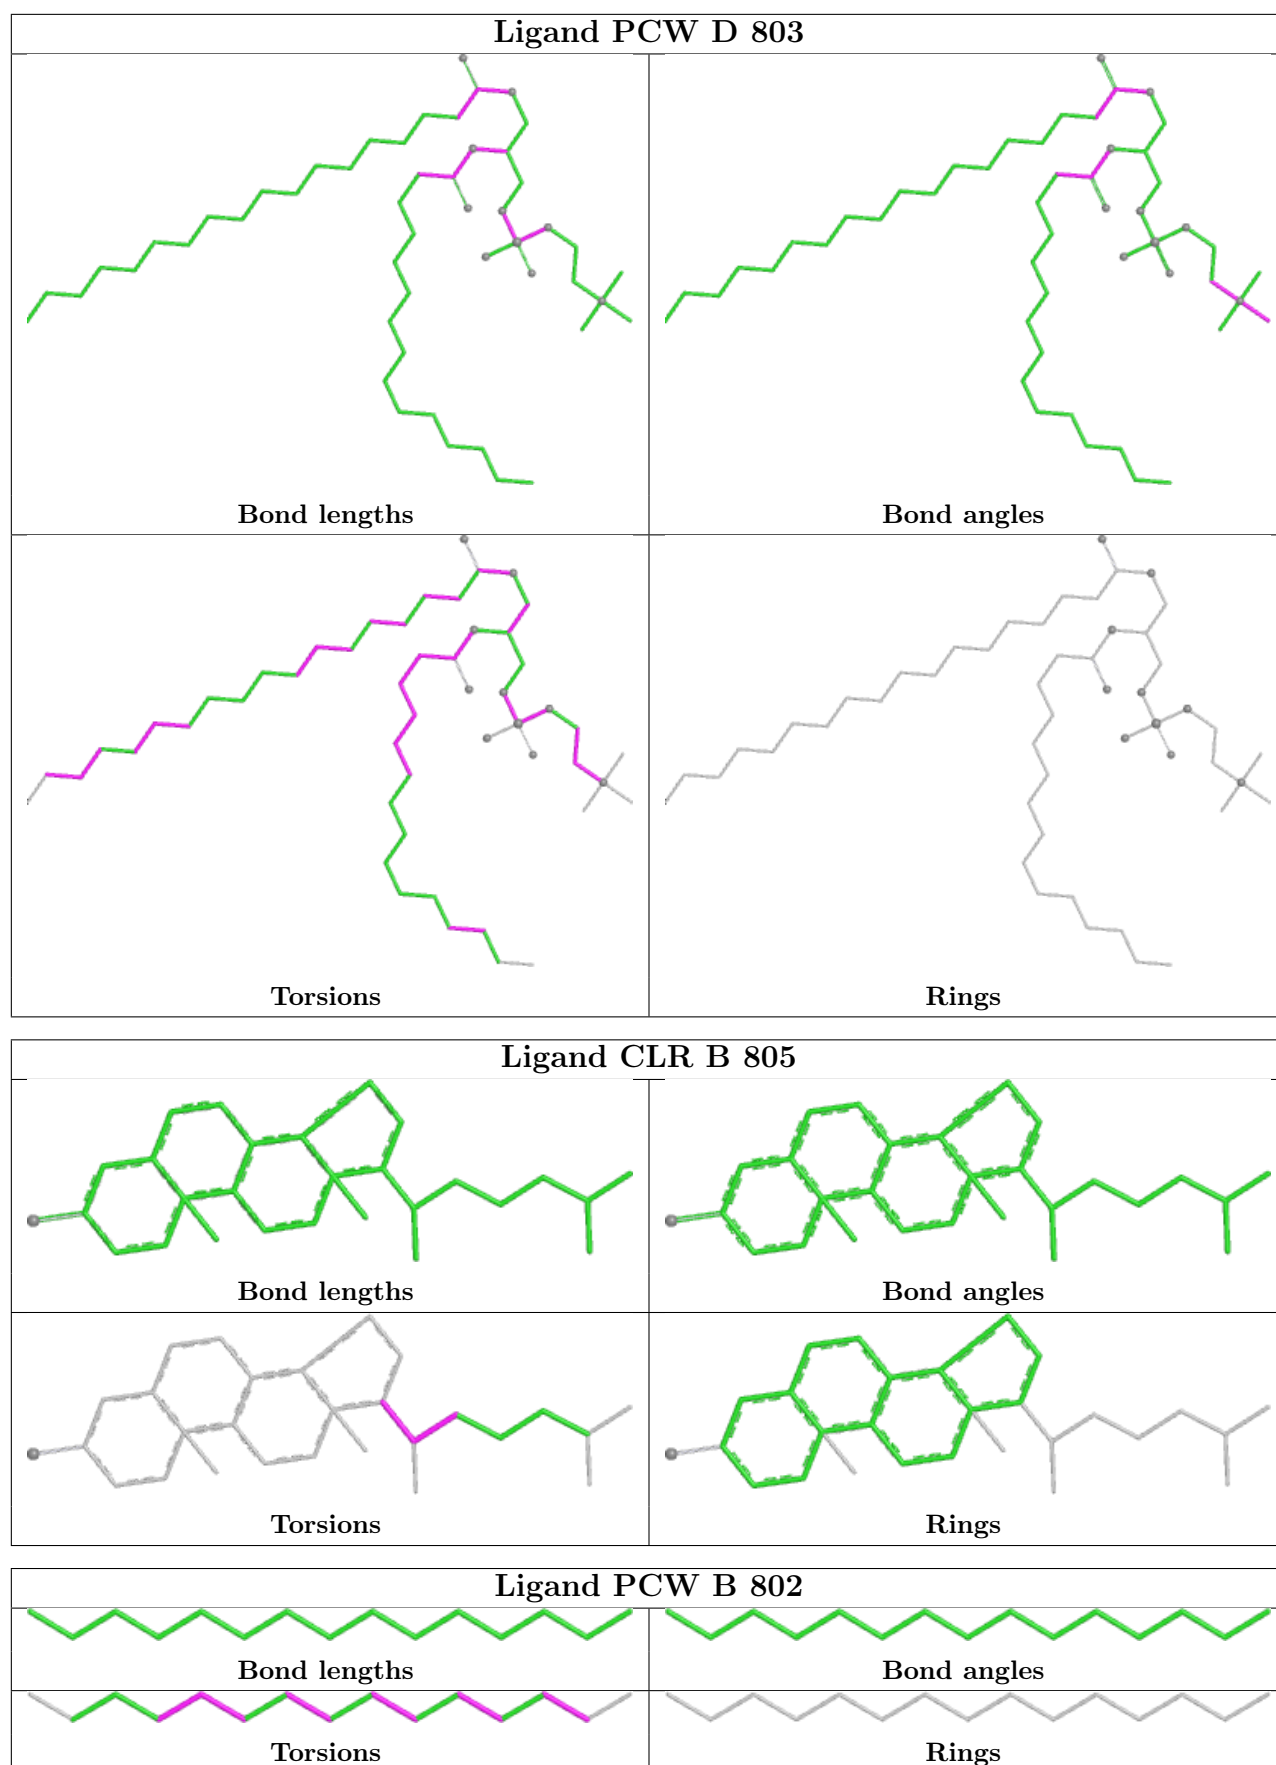 Ligand PCW D 803
Bond lengths
Bond angles
Torsions
Rings
Ligand CLR B 805
Bond lengths
Bond angles
Torsions
Rings
Ligand PCW B 802
Bond lengths
Bond angles
Torsions
Rings